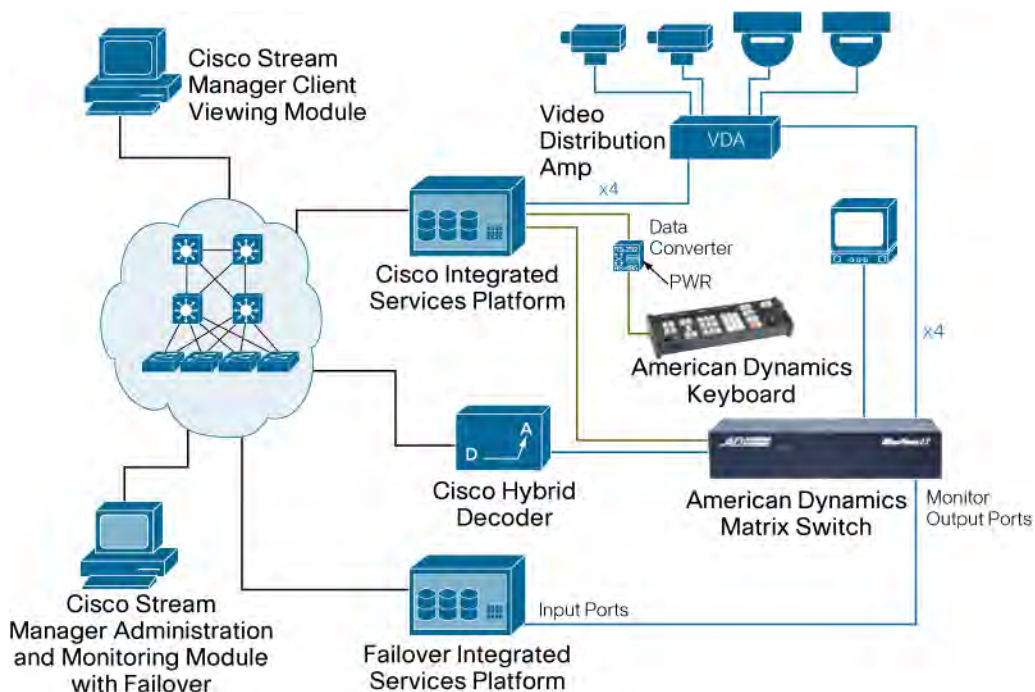 Cisco Stream
Manager Client
Viewing Module
Video
Distribution
Amp
VDA
x4
Data
Converter
PWR
Cisco Integrated
Services Platform
American Dynamics
Keyboard
x4
D
A
Cisco Hybrid
Decoder
American Dynamics
Matrix Switch
Monitor
Output Ports
Cisco Stream
Manager Administration
and Monitoring Module
with Failover
Input Ports
Failover Integrated
Services Platform